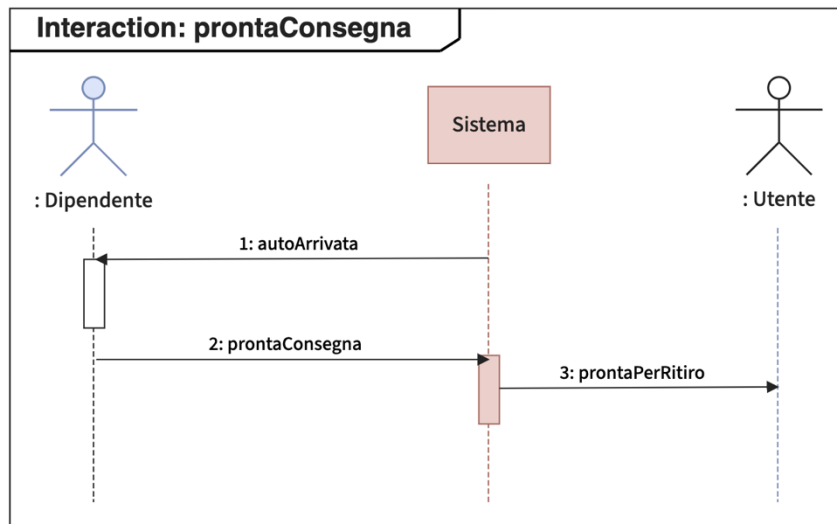 Interaction: prontaConsegna
Sistema
: Dipendente
: Utente
1: autoArrivata
2: prontaConsegna
3: prontaPerRitiro